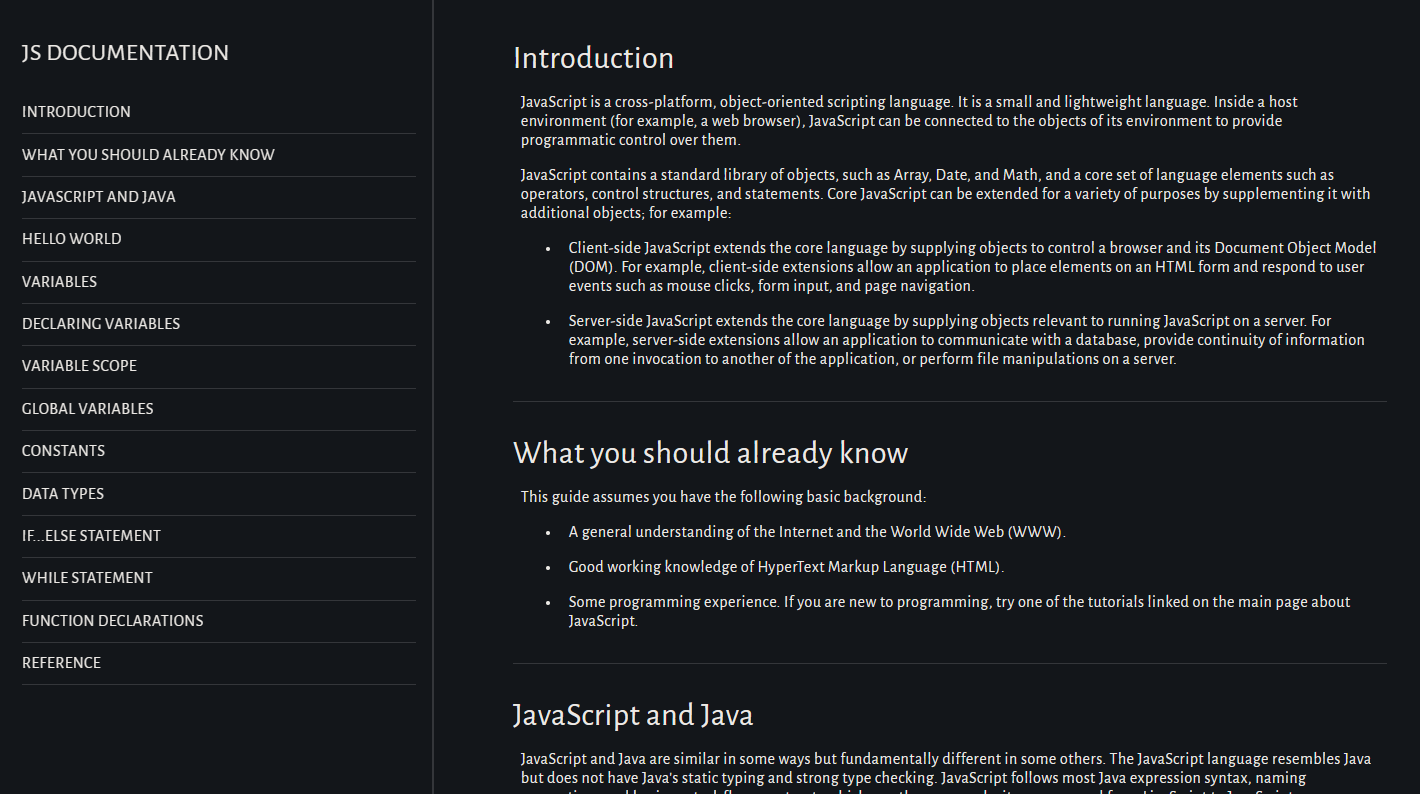 JS DOCUMENTATION
INTRODUCTION
WHAT YOU SHOULD ALREADY KNOW
JAVASCRIPT AND JAVA
HELLO WORLD
VARIABLES
DECLARING VARIABLES
VARIABLE SCOPE
GLOBAL VARIABLES
CONSTANTS
DATA TYPES
IF...ELSE STATEMENT
WHILE STATEMENT
FUNCTION DECLARATIONS
REFERENCE
Introduction
JavaScript is a cross-platform, object-oriented scripting language. It is a small and lightweight language. Inside a host
environment (for example, a web browser), JavaScript can be connected to the objects of its environment to provide
programmatic control over them.
JavaScript contains a standard library of objects, such as Array, Date, and Math, and a core set of language elements such as
operators, control structures, and statements. Core JavaScript can be extended for a variety of purposes by supplementing it with
additional objects; for example:
• Client-side JavaScript extends the core language by supplying objects to control a browser and its Document Object Model
(DOM). For example, client-side extensions allow an application to place elements on an HTML form and respond to user
events such as mouse clicks, form input, and page navigation.
• Server-side JavaScript extends the core language by supplying objects relevant to running JavaScript on a server. For
example, server-side extensions allow an application to communicate with a database, provide continuity of information
from one invocation to another of the application, or perform file manipulations on a server.
What you should already know
This guide assumes you have the following basic background:
• A general understanding of the Internet and the World Wide Web (WWW).
• Good working knowledge of HyperText Markup Language (HTML).
• Some programming experience. If you are new to programming, try one of the tutorials linked on the main page about
JavaScript.
JavaScript and Java
JavaScript and Java are similar in some ways but fundamentally different in some others. The JavaScript language resembles Java
but does not have Java's static typing and strong type checking. JavaScript follows most Java expression syntax, naming